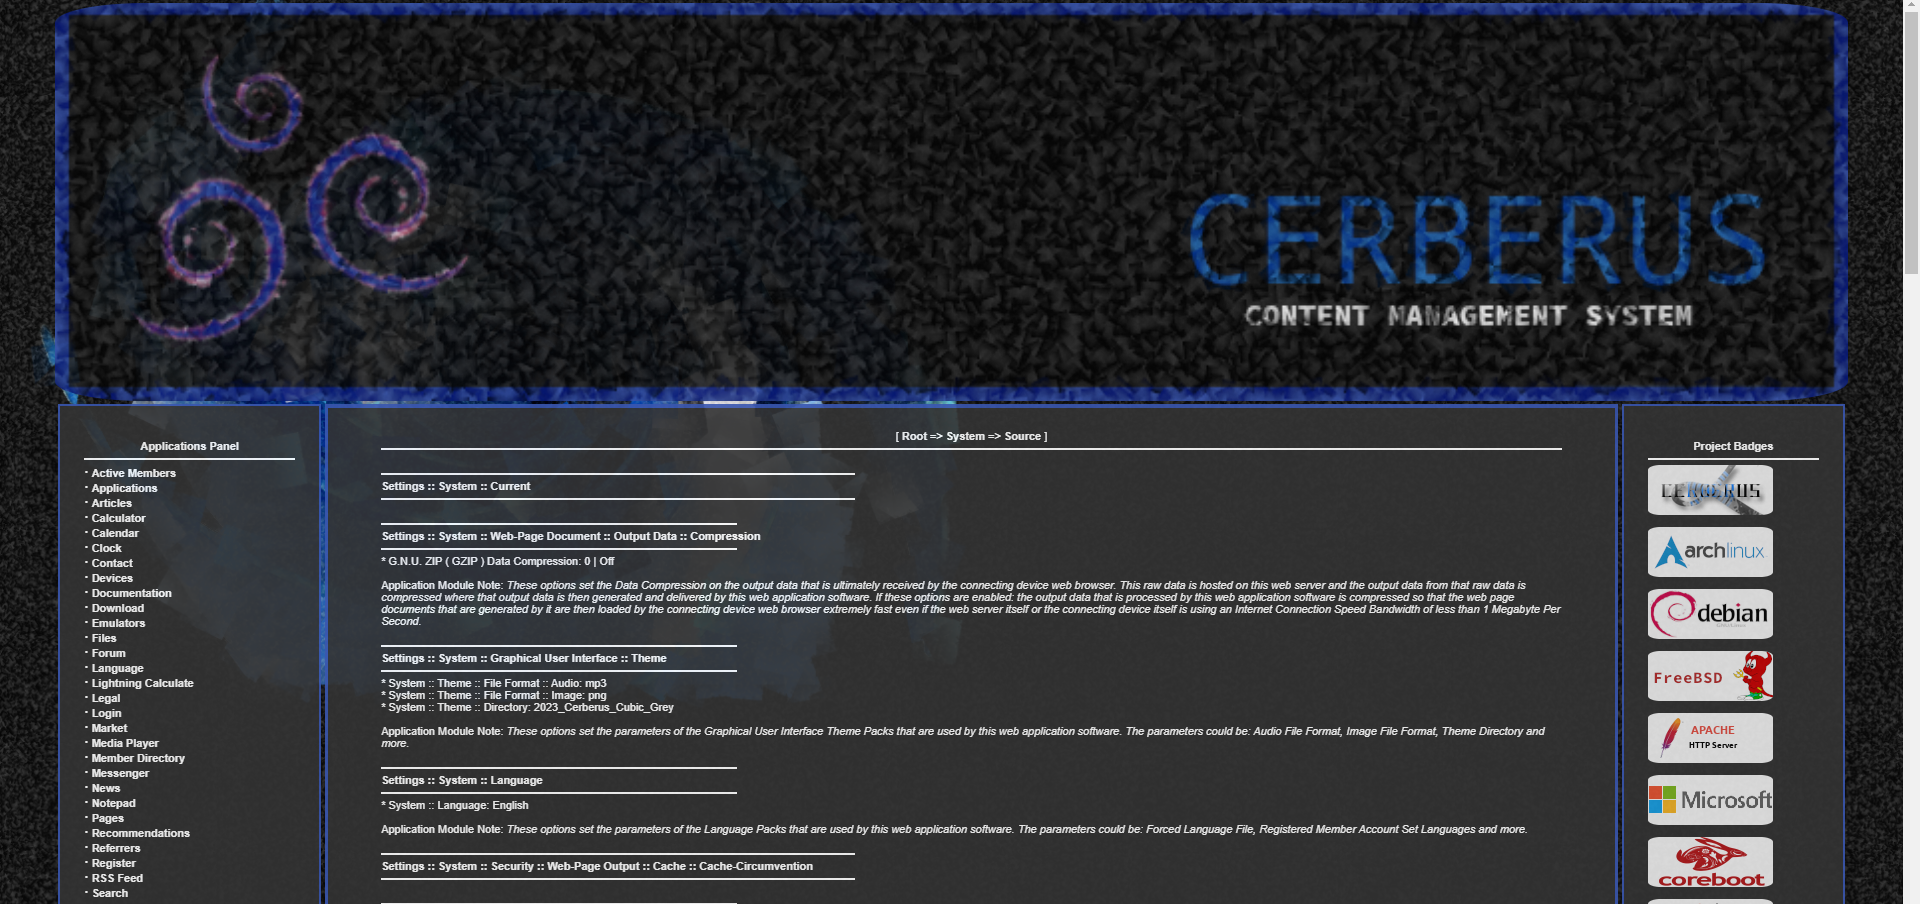 CERBERUS
CONTENT MANAGEMENT SYSTEM
Applications Panel
· Active Members
· Applications
· Articles
· Calculator
· Calendar
· Clock
· Contact
· Devices
· Documentation
· Download
· Emulators
· Files
· Forum
· Language
· Lightning Calculate
· Legal
· Login
· Market
· Media Player
· Member Directory
· Messenger
· News
· Notepad
· Pages
· Recommendations
· Referrers
· Register
· RSS Feed
· Search
[ Root => System => Source ]
Settings :: System :: Current
Settings :: System :: Web-Page Document :: Output Data :: Compression
* G.N.U. ZIP ( GZIP ) Data Compression: 0 | Off
Application Module Note: These options set the Data Compression on the output data that is ultimately received by the connecting device web browser. This raw data is hosted on this web server and the output data from that raw data is
compressed where that output data is then generated and delivered by this web application software. If these options are enabled: the output data that is processed by this web application software is compressed so that the web page
documents that are generated by it are then loaded by the connecting device web browser extremely fast even if the web server itself or the connecting device itself is using an Internet Connection Speed Bandwidth of less than 1 Megabyte Per
Second.
Settings :: System :: Graphical User Interface :: Theme
* System :: Theme :: File Format :: Audio: mp3
* System :: Theme :: File Format :: Image: png
* System :: Theme :: Directory: 2023_Cerberus_Cubic_Grey
Application Module Note: These options set the parameters of the Graphical User Interface Theme Packs that are used by this web application software. The parameters could be: Audio File Format, Image File Format, Theme Directory and
more.
Settings :: System :: Language
* System :: Language: English
Application Module Note: These options set the parameters of the Language Packs that are used by this web application software. The parameters could be: Forced Language File, Registered Member Account Set Languages and more.
Settings :: System :: Security :: Web-Page Output :: Cache :: Cache-Circumvention
Project Badges
CERBERUS
archlinux
debian
FreeBSD
APACHE
HTTP Server
Microsoft
coreboot